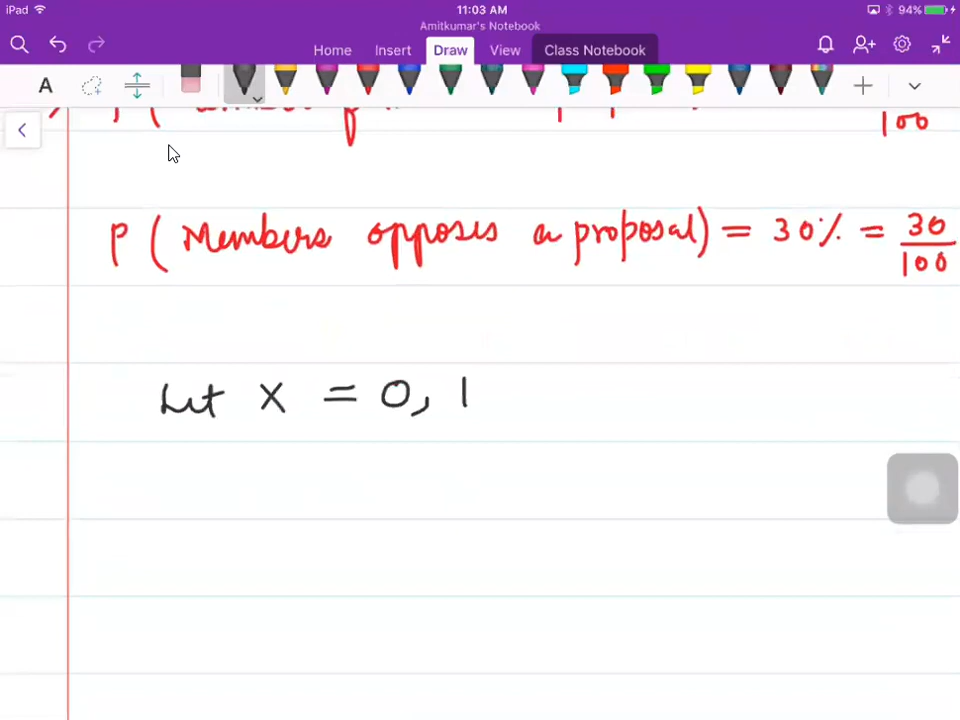 iPad 11:03 AM 94%
Amitkumar's Notebook
Home Insert Draw View Class Notebook
A
100
P ( Members opposes a proposal) = 30% = 30/100
Let X = 0, 1